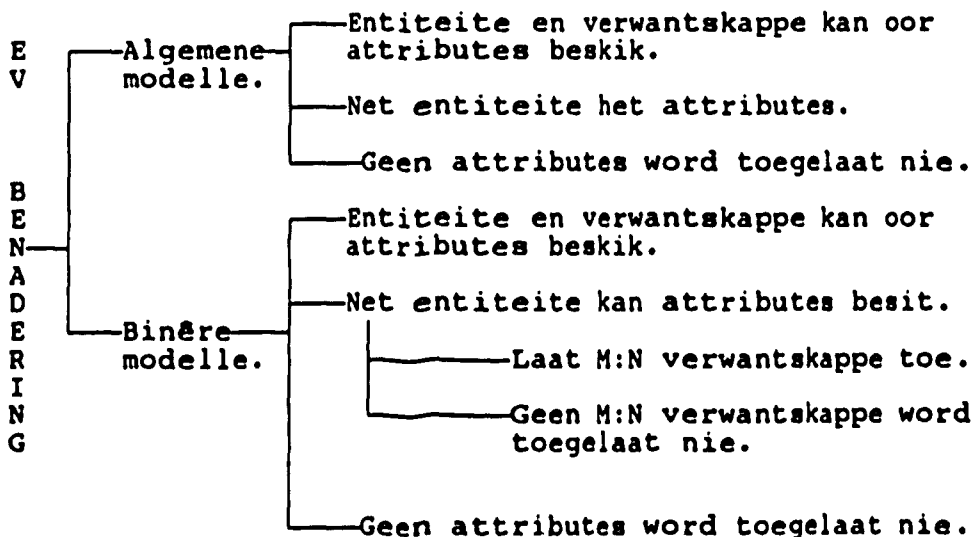 EV BENADERING
Algemene
modelle.
Entiteite en verwantskappe kan oor
attributes beskik.
Net entiteite het attributes.
Geen attributes word toegelaat nie.
Binêre
modelle.
Entiteite en verwantskappe kan oor
attributes beskik.
Net entiteite kan attributes besit.
Laat M:N verwantskappe toe.
Geen M:N verwantskappe word
toegelaat nie.
Geen attributes word toegelaat nie.